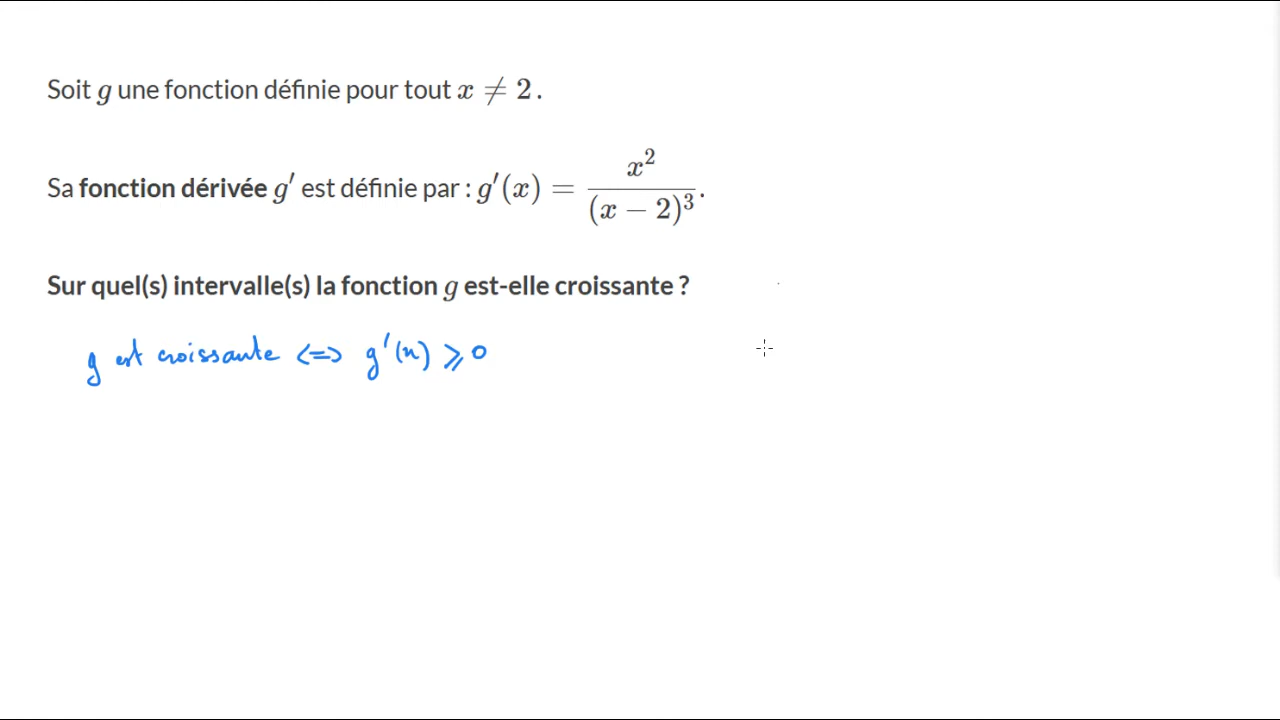 Soit g une fonction définie pour tout x ≠ 2.
Sa fonction dérivée g′ est définie par : g′(x) = x² / (x − 2)³.
Sur quel(s) intervalle(s) la fonction g est-elle croissante ?
g est croissante <=> g'(x) ⩾ 0